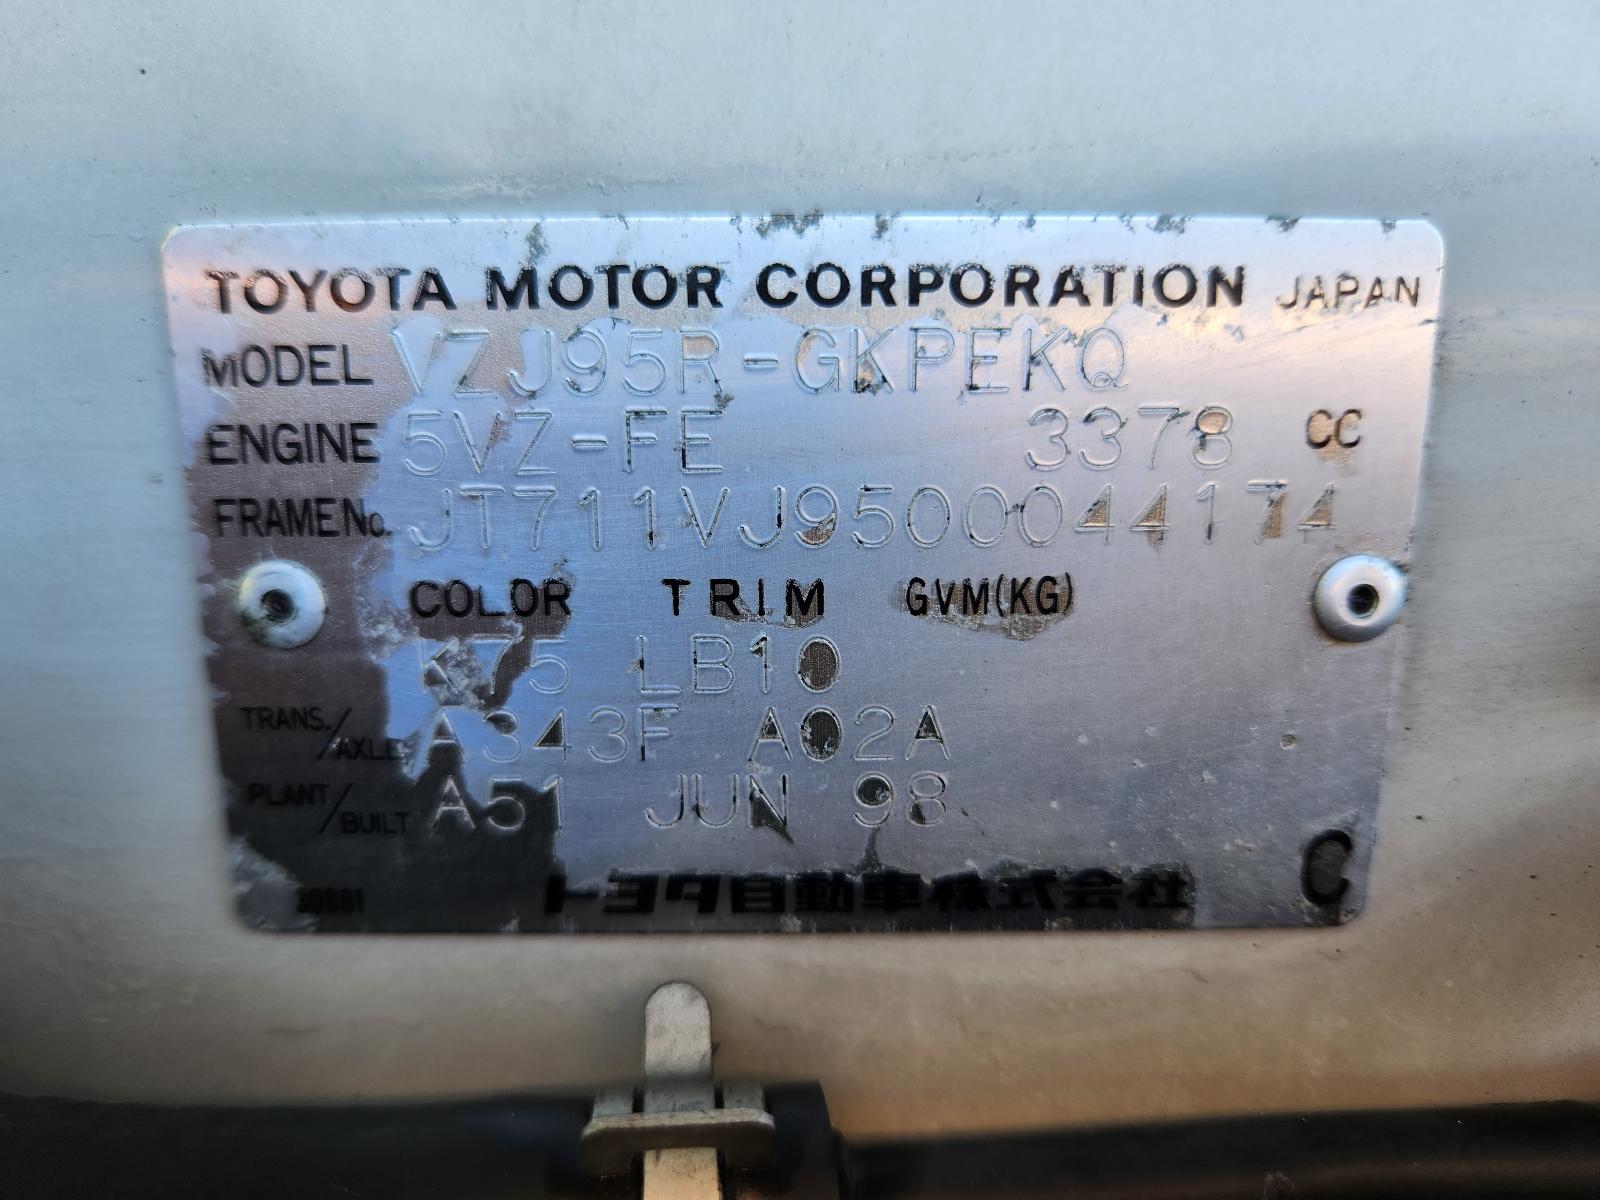 TOYOTA MOTOR CORPORATION JAPAN
MODEL VZJ95R-GKPEKQ
ENGINE 5VZ-FE 3378 CC
FRAME No. JT711VJ9500044174
COLOR TRIM GVM(KG)
K75 LB10
TRANS./AXLE A343F A02A
PLANT/BUILT A51 JUN 98
トヨタ自動車株式会社 C